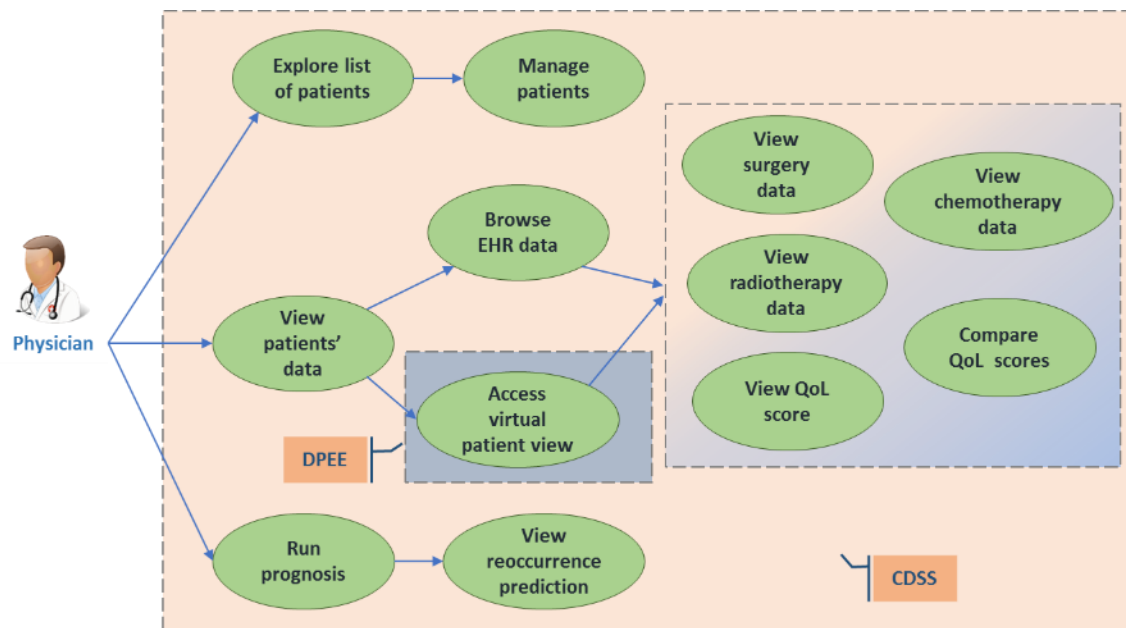 Explore list
of patients
Manage
patients
View
surgery
data
View
chemotherapy
data
Browse
EHR data
View
radiotherapy
data
Physician
View
patients'
data
Compare
QoL scores
Access
virtual
patient view
View QoL
score
DPEE
Run
prognosis
View
reoccurrence
prediction
CDSS